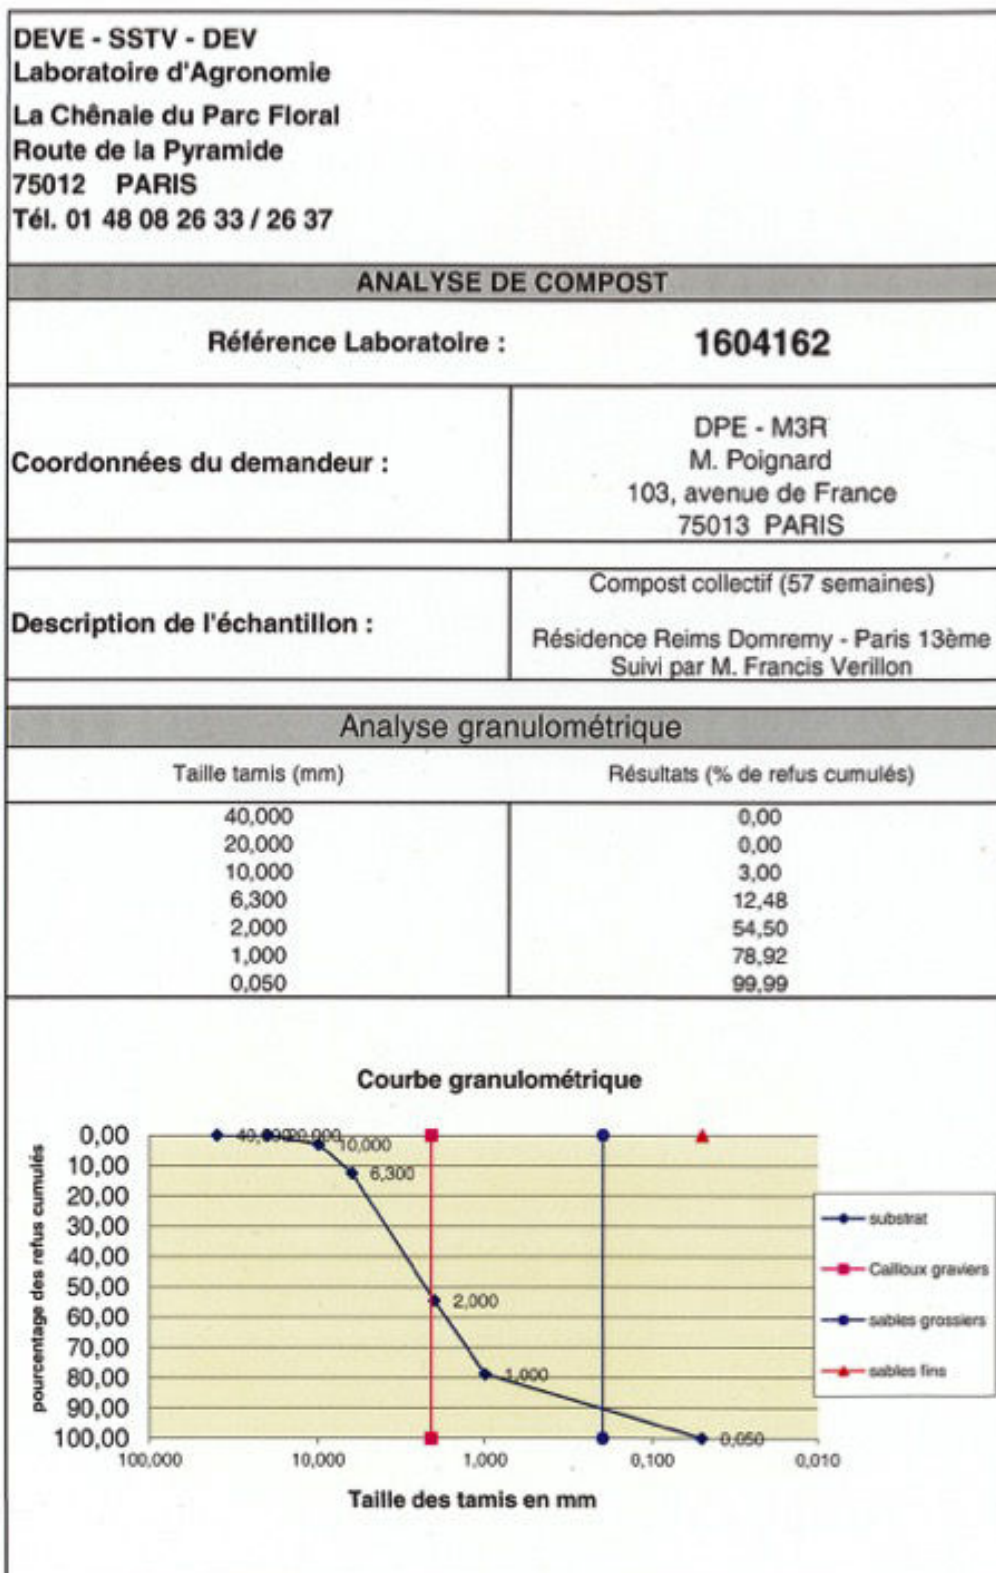 DEVE - SSTV - DEV
Laboratoire d'Agronomie
La Chênaie du Parc Floral
Route de la Pyramide
75012 PARIS
Tél. 01 48 08 26 33 / 26 37
ANALYSE DE COMPOST
Référence Laboratoire : 1604162
Coordonnées du demandeur :
DPE - M3R
M. Poignard
103, avenue de France
75013 PARIS
Description de l'échantillon :
Compost collectif (57 semaines)
Résidence Reims Domremy - Paris 13ème
Suivi par M. Francis Verillon
Analyse granulométrique
Taille tamis (mm) Résultats (% de refus cumulés)
40,000 0,00
20,000 0,00
10,000 3,00
6,300 12,48
2,000 54,50
1,000 78,92
0,050 99,99
Courbe granulométrique
pourcentage des refus cumulés
0,00
10,00
20,00
30,00
40,00
50,00
60,00
70,00
80,00
90,00
100,00
40,000
20,000
10,000
6,300
2,000
1,000
0,050
substrat
Cailloux graviers
sables grossiers
sables fins
100,000 10,000 1,000 0,100 0,010
Taille des tamis en mm